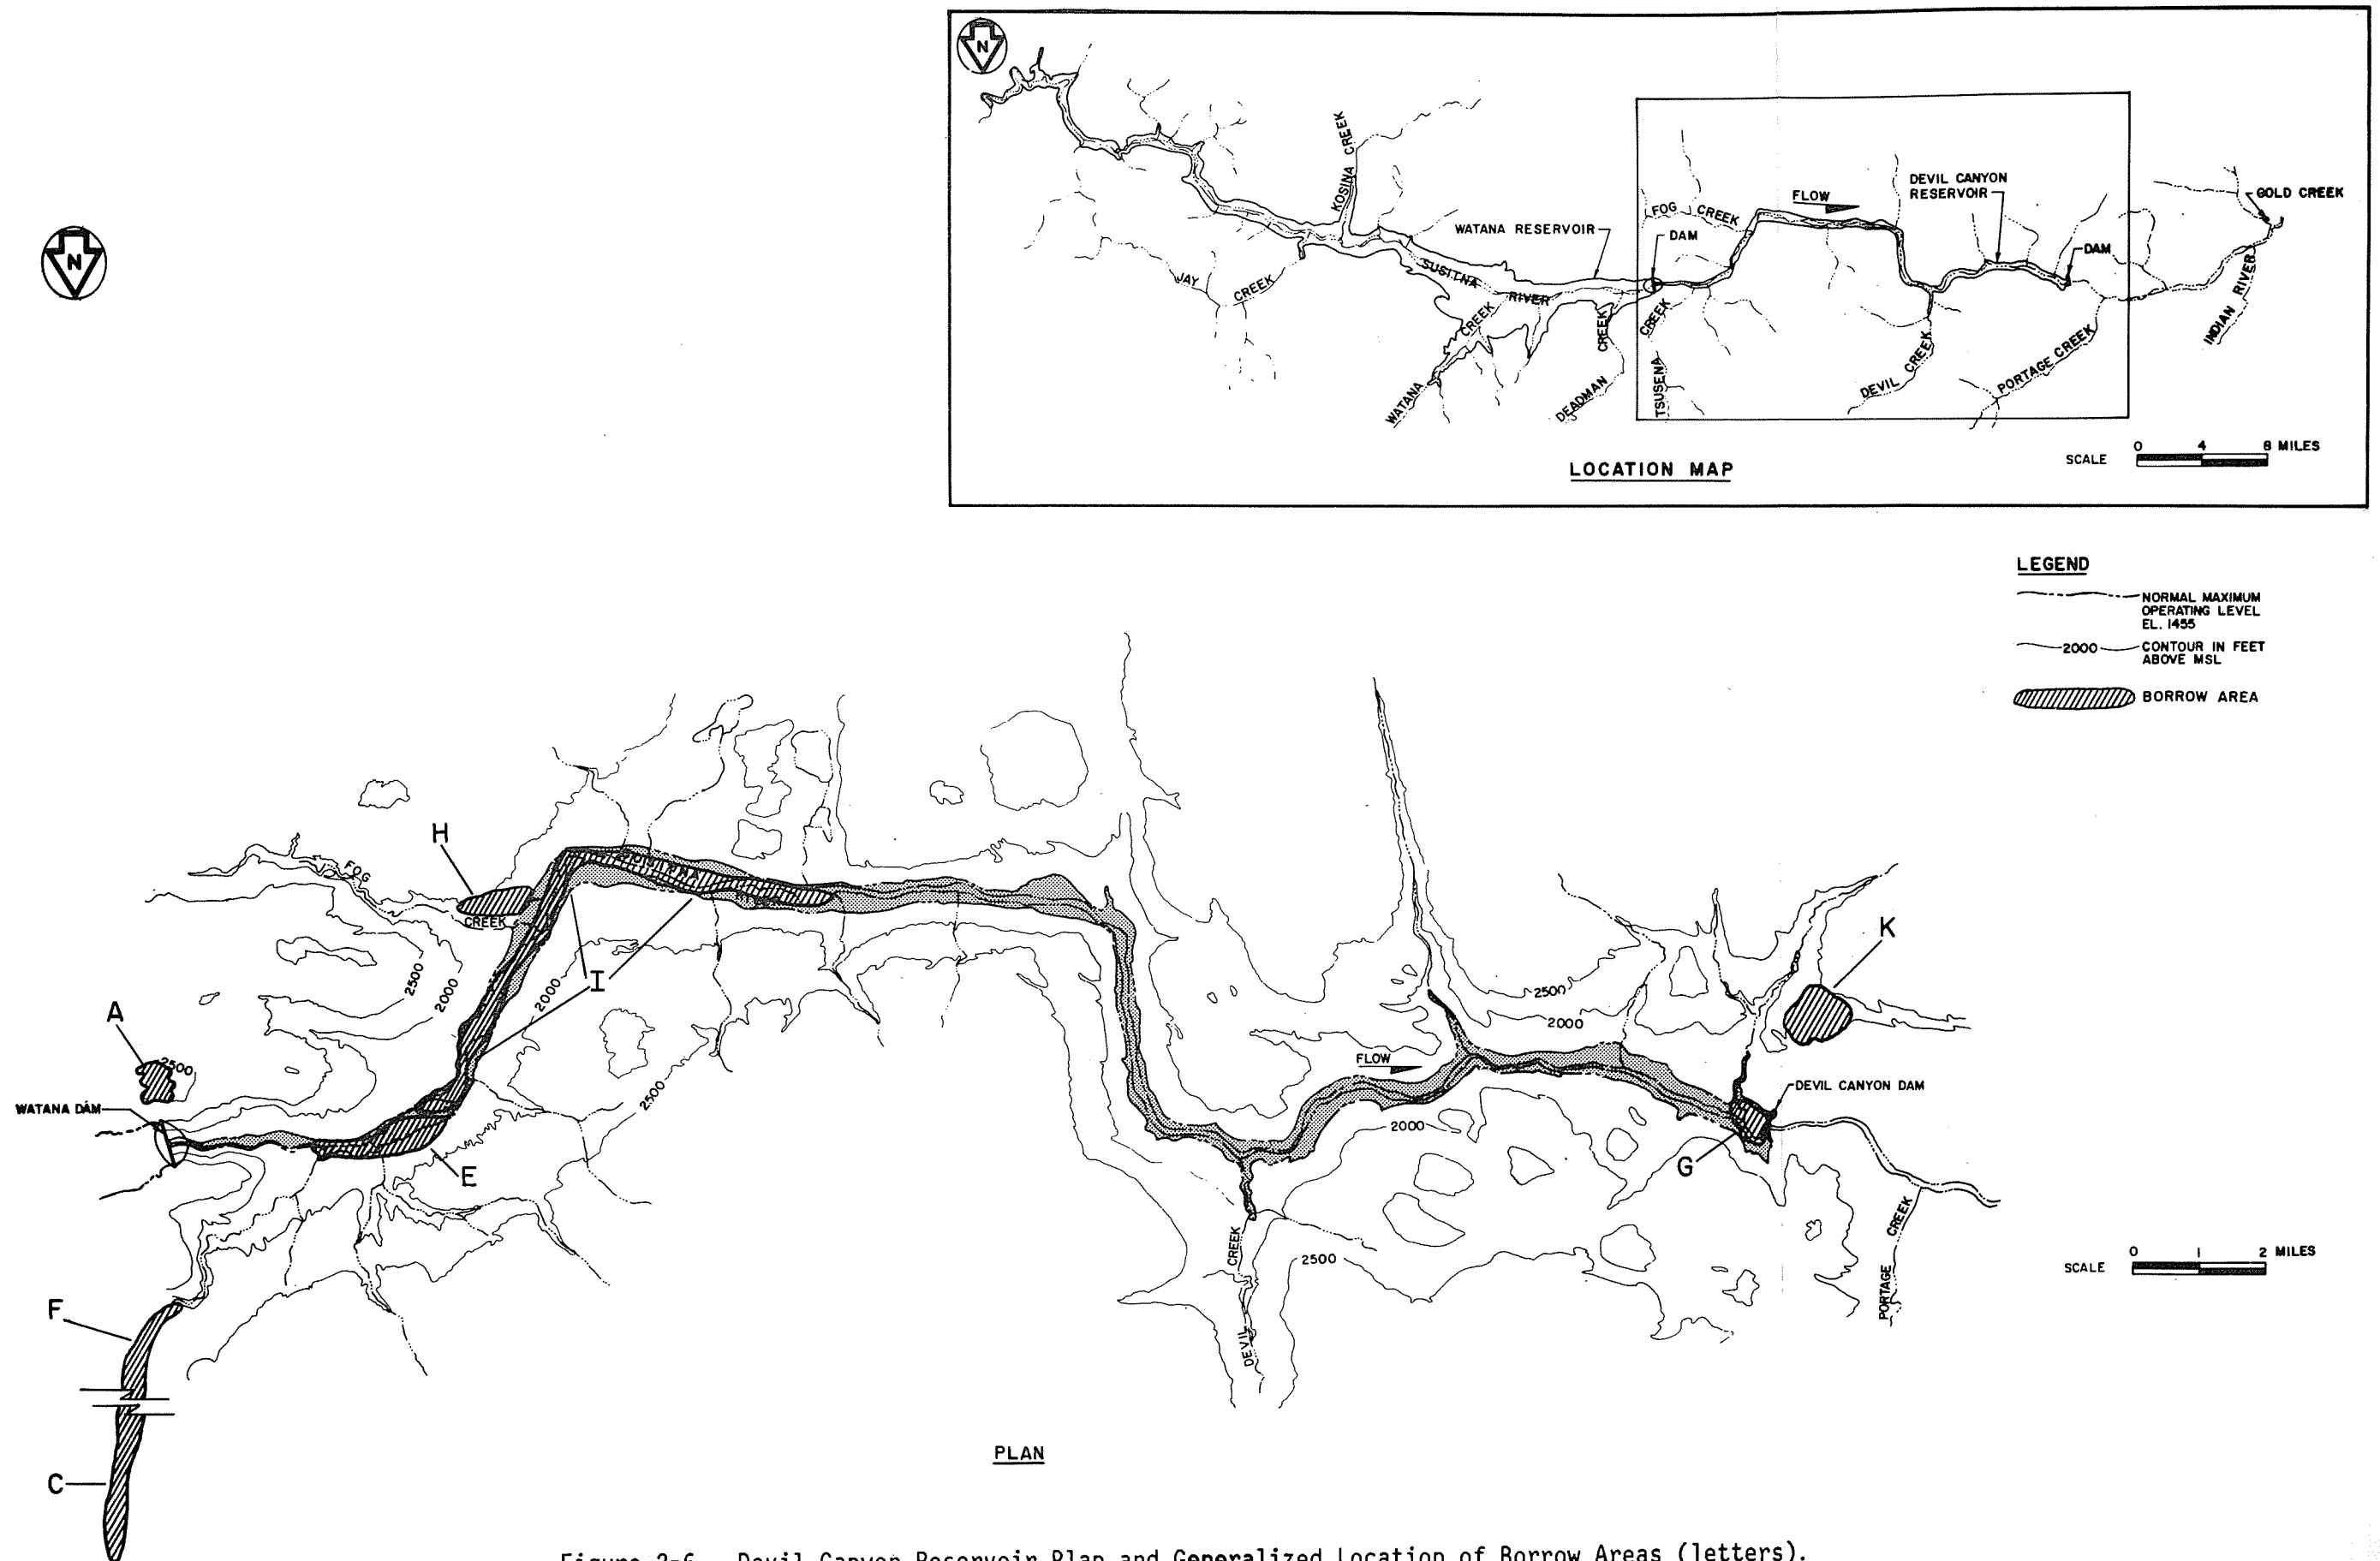 N
KOSINA CREEK
DEVIL CANYON
RESERVOIR
GOLD CREEK
FLOW
FOG CREEK
WATANA RESERVOIR
DAM
DAM
JAY CREEK
SUSITNA RIVER
INDIAN RIVER
WATANA CREEK
DEADMAN CREEK
TSUSENA CREEK
DEVIL CREEK
PORTAGE CREEK
SCALE
0 4 8 MILES
LOCATION MAP
N
LEGEND
NORMAL MAXIMUM
OPERATING LEVEL
EL. 1455
2000
CONTOUR IN FEET
ABOVE MSL
BORROW AREA
H
FOG
CREEK
SUSITNA
K
2500
2000
2000
I
2500
2000
A
2500
WATANA DAM
FLOW
DEVIL CANYON DAM
2500
2000
E
G
CREEK
DEVIL
2500
PORTAGE
CREEK
SCALE
0 1 2 MILES
F
C
PLAN
Devil Canyon Reservoir Plan and Generalized Location of Borrow Areas (letters).